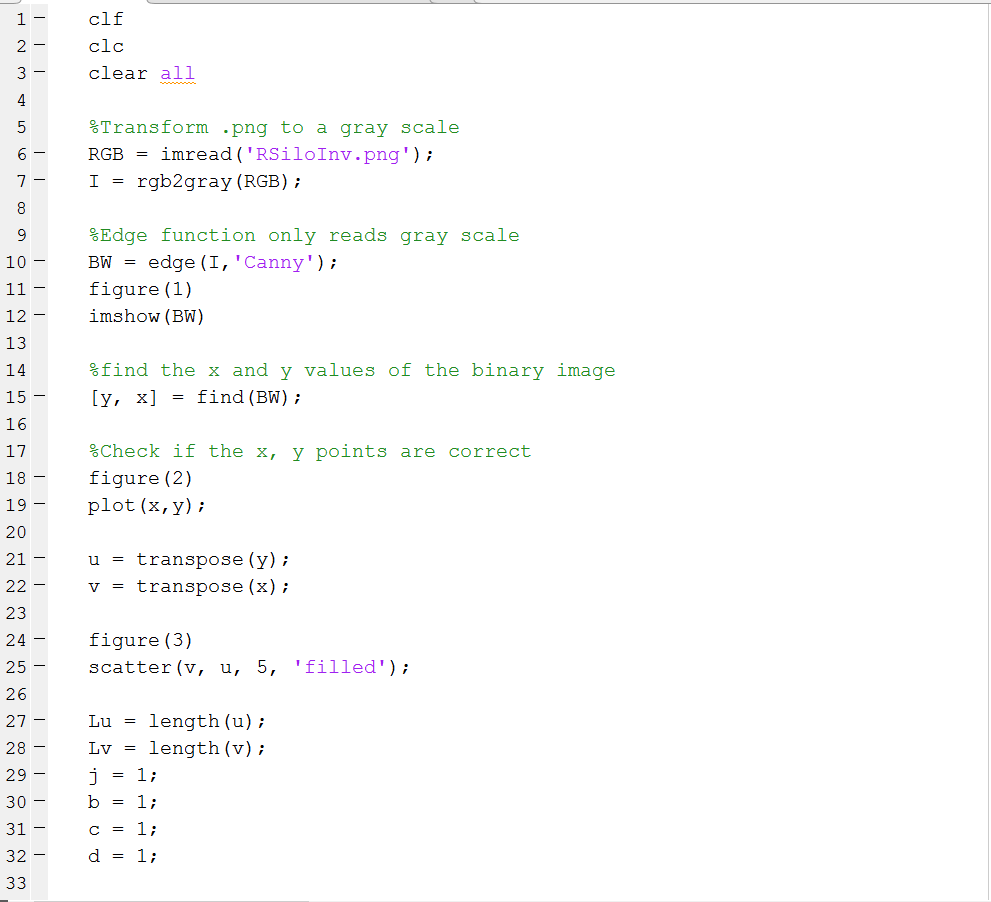 1 – clf
2 – clc
3 – clear all
4
5 %Transform .png to a gray scale
6 – RGB = imread('RSiloInv.png');
7 – I = rgb2gray(RGB);
8
9 %Edge function only reads gray scale
10 – BW = edge(I,'Canny');
11 – figure(1)
12 – imshow(BW)
13
14 %find the x and y values of the binary image
15 – [y, x] = find(BW);
16
17 %Check if the x, y points are correct
18 – figure(2)
19 – plot(x,y);
20
21 – u = transpose(y);
22 – v = transpose(x);
23
24 – figure(3)
25 – scatter(v, u, 5, 'filled');
26
27 – Lu = length(u);
28 – Lv = length(v);
29 – j = 1;
30 – b = 1;
31 – c = 1;
32 – d = 1;
33